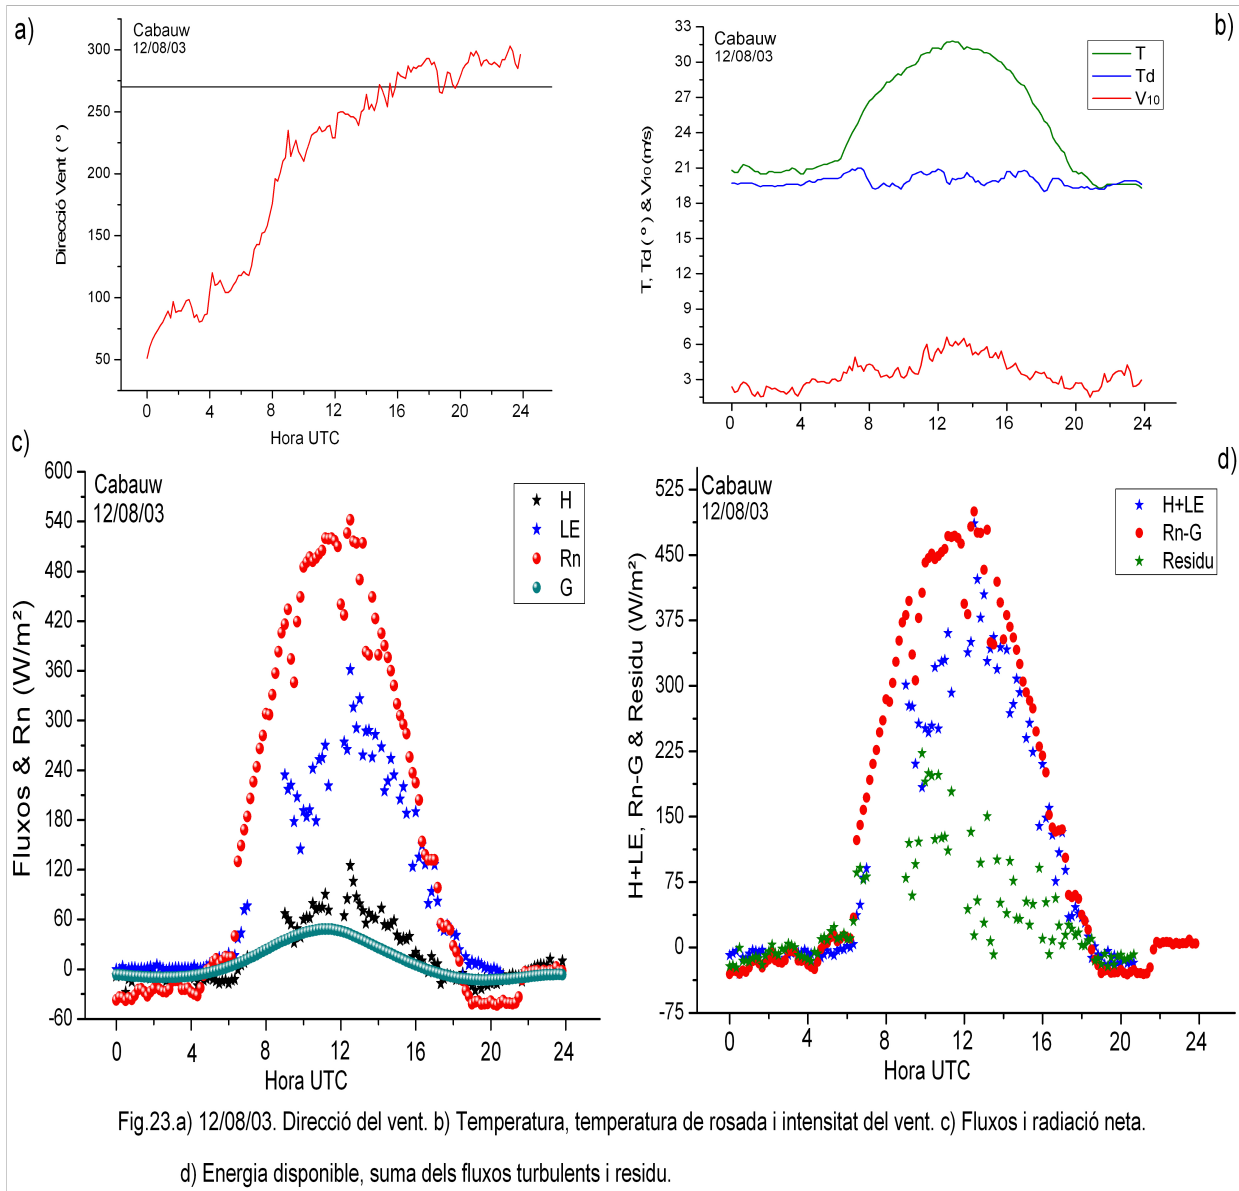 a)
Cabauw
12/08/03
300
250
200
150
100
50
Direcció Vent ( º )
0
4
8
12
16
20
24
Hora UTC
b)
Cabauw
12/08/03
T
Td
V10
33
30
27
24
21
18
15
12
9
6
3
T, Td ( º ) & V10 (m/s)
0
4
8
12
16
20
24
Hora UTC
c)
Cabauw
12/08/03
H
LE
Rn
G
600
540
480
420
360
300
240
180
120
60
0
-60
Fluxos & Rn (W/m²)
0
4
8
12
16
20
24
Hora UTC
d)
Cabauw
12/08/03
H+LE
Rn-G
Residu
525
450
375
300
225
150
75
0
-75
H+LE, Rn-G & Residu (W/m²)
0
4
8
12
16
20
24
Hora UTC
Fig.23.a) 12/08/03. Direcció del vent. b) Temperatura, temperatura de rosada i intensitat del vent. c) Fluxos i radiació neta.
d) Energia disponible, suma dels fluxos turbulents i residu.